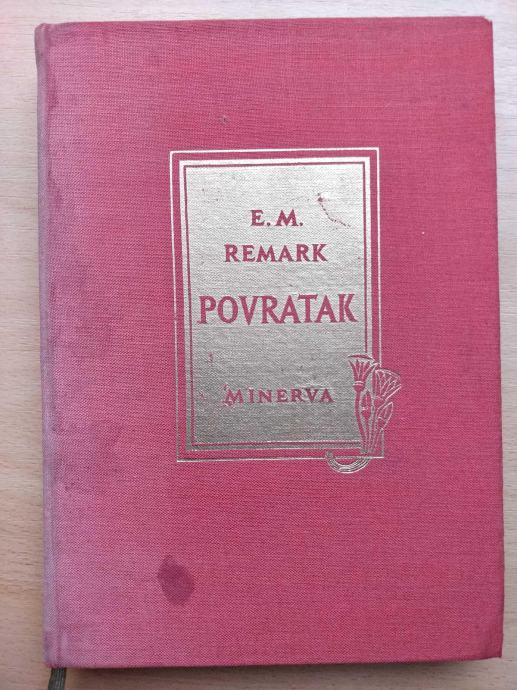 E. M.
REMARK
POVRATAK
MINERVA